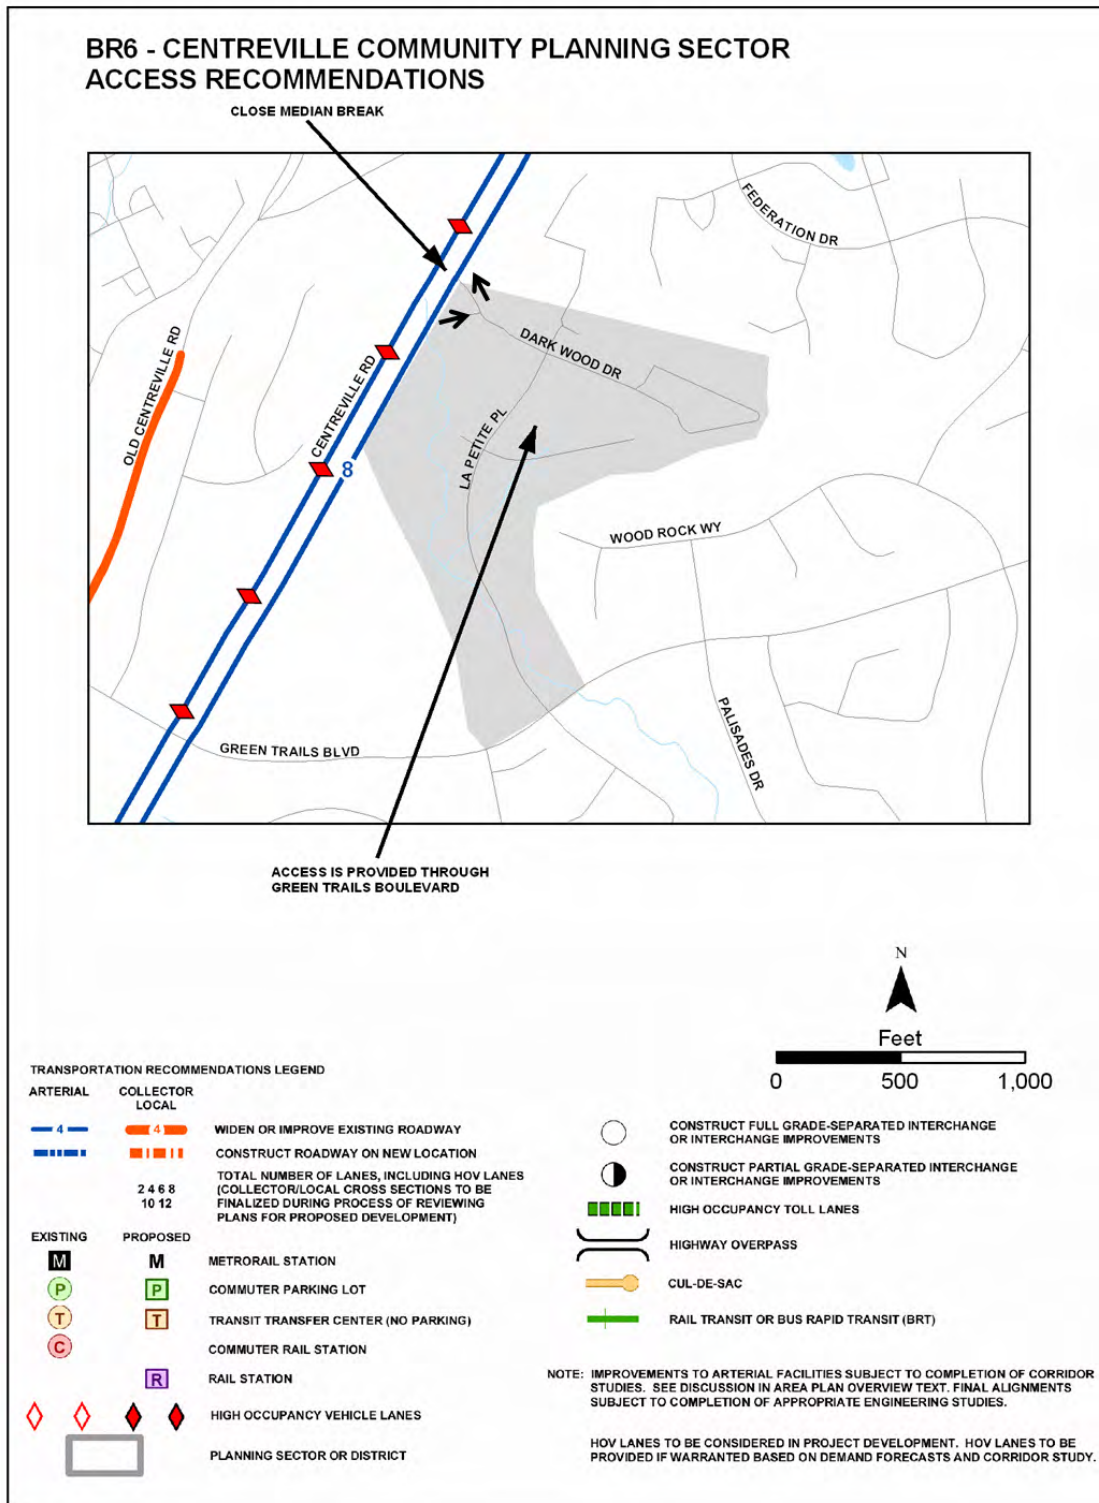 BR6 - CENTREVILLE COMMUNITY PLANNING SECTOR
ACCESS RECOMMENDATIONS
CLOSE MEDIAN BREAK
FEDERATION DR
OLD CENTREVILLE RD
CENTREVILLE RD
8
DARK WOOD DR
LA PETITE PL
WOOD ROCK WY
PALISADES DR
GREEN TRAILS BLVD
ACCESS IS PROVIDED THROUGH
GREEN TRAILS BOULEVARD
N
Feet
0 500 1,000
TRANSPORTATION RECOMMENDATIONS LEGEND
ARTERIAL COLLECTOR
LOCAL
4 4 WIDEN OR IMPROVE EXISTING ROADWAY
CONSTRUCT ROADWAY ON NEW LOCATION
2 4 6 8
10 12
TOTAL NUMBER OF LANES, INCLUDING HOV LANES
(COLLECTOR/LOCAL CROSS SECTIONS TO BE
FINALIZED DURING PROCESS OF REVIEWING
PLANS FOR PROPOSED DEVELOPMENT)
EXISTING PROPOSED
M M METRORAIL STATION
P P COMMUTER PARKING LOT
T T TRANSIT TRANSFER CENTER (NO PARKING)
C COMMUTER RAIL STATION
R RAIL STATION
HIGH OCCUPANCY VEHICLE LANES
PLANNING SECTOR OR DISTRICT
CONSTRUCT FULL GRADE-SEPARATED INTERCHANGE
OR INTERCHANGE IMPROVEMENTS
CONSTRUCT PARTIAL GRADE-SEPARATED INTERCHANGE
OR INTERCHANGE IMPROVEMENTS
HIGH OCCUPANCY TOLL LANES
HIGHWAY OVERPASS
CUL-DE-SAC
RAIL TRANSIT OR BUS RAPID TRANSIT (BRT)
NOTE: IMPROVEMENTS TO ARTERIAL FACILITIES SUBJECT TO COMPLETION OF CORRIDOR
STUDIES. SEE DISCUSSION IN AREA PLAN OVERVIEW TEXT. FINAL ALIGNMENTS
SUBJECT TO COMPLETION OF APPROPRIATE ENGINEERING STUDIES.
HOV LANES TO BE CONSIDERED IN PROJECT DEVELOPMENT. HOV LANES TO BE
PROVIDED IF WARRANTED BASED ON DEMAND FORECASTS AND CORRIDOR STUDY.